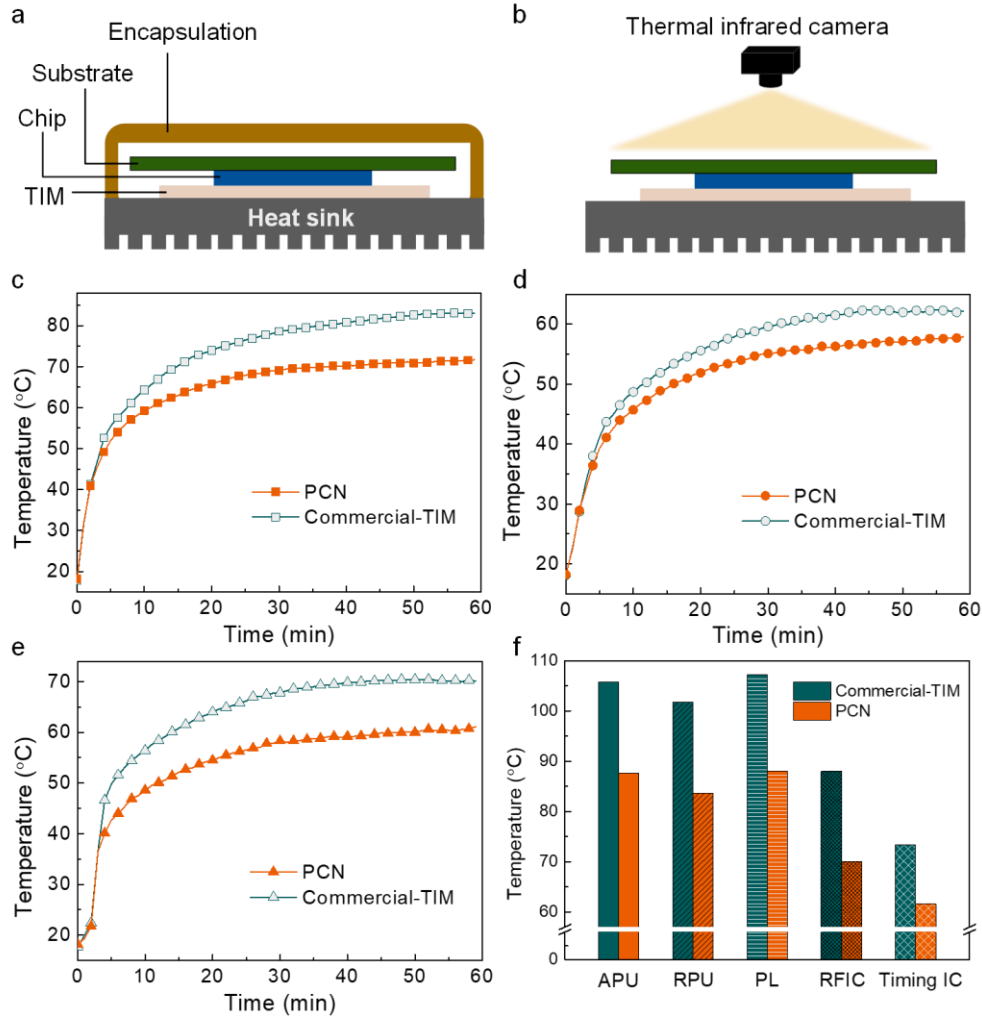 a
Encapsulation
Substrate
Chip
TIM
Heat sink
b
Thermal infrared camera
c
Temperature (°C)
80
70
60
50
40
30
20
PCN
Commercial-TIM
0 10 20 30 40 50 60
Time (min)
d
Temperature (°C)
60
50
40
30
20
PCN
Commercial-TIM
0 10 20 30 40 50 60
Time (min)
e
Temperature (°C)
70
60
50
40
30
20
PCN
Commercial-TIM
0 10 20 30 40 50 60
Time (min)
f
Temperature (°C)
110
100
90
80
70
60
0
Commercial-TIM
PCN
APU RPU PL RFIC Timing IC